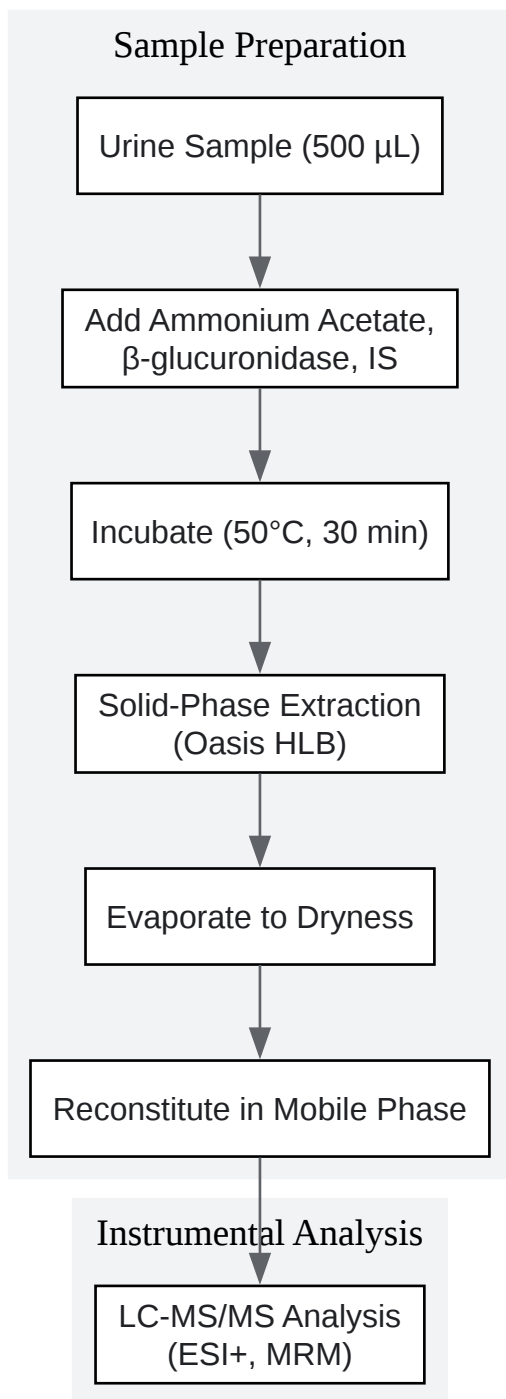 Sample Preparation
Urine Sample (500 µL)
Add Ammonium Acetate,
β-glucuronidase, IS
Incubate (50°C, 30 min)
Solid-Phase Extraction
(Oasis HLB)
Evaporate to Dryness
Reconstitute in Mobile Phase
Instrumental Analysis
LC-MS/MS Analysis
(ESI+, MRM)